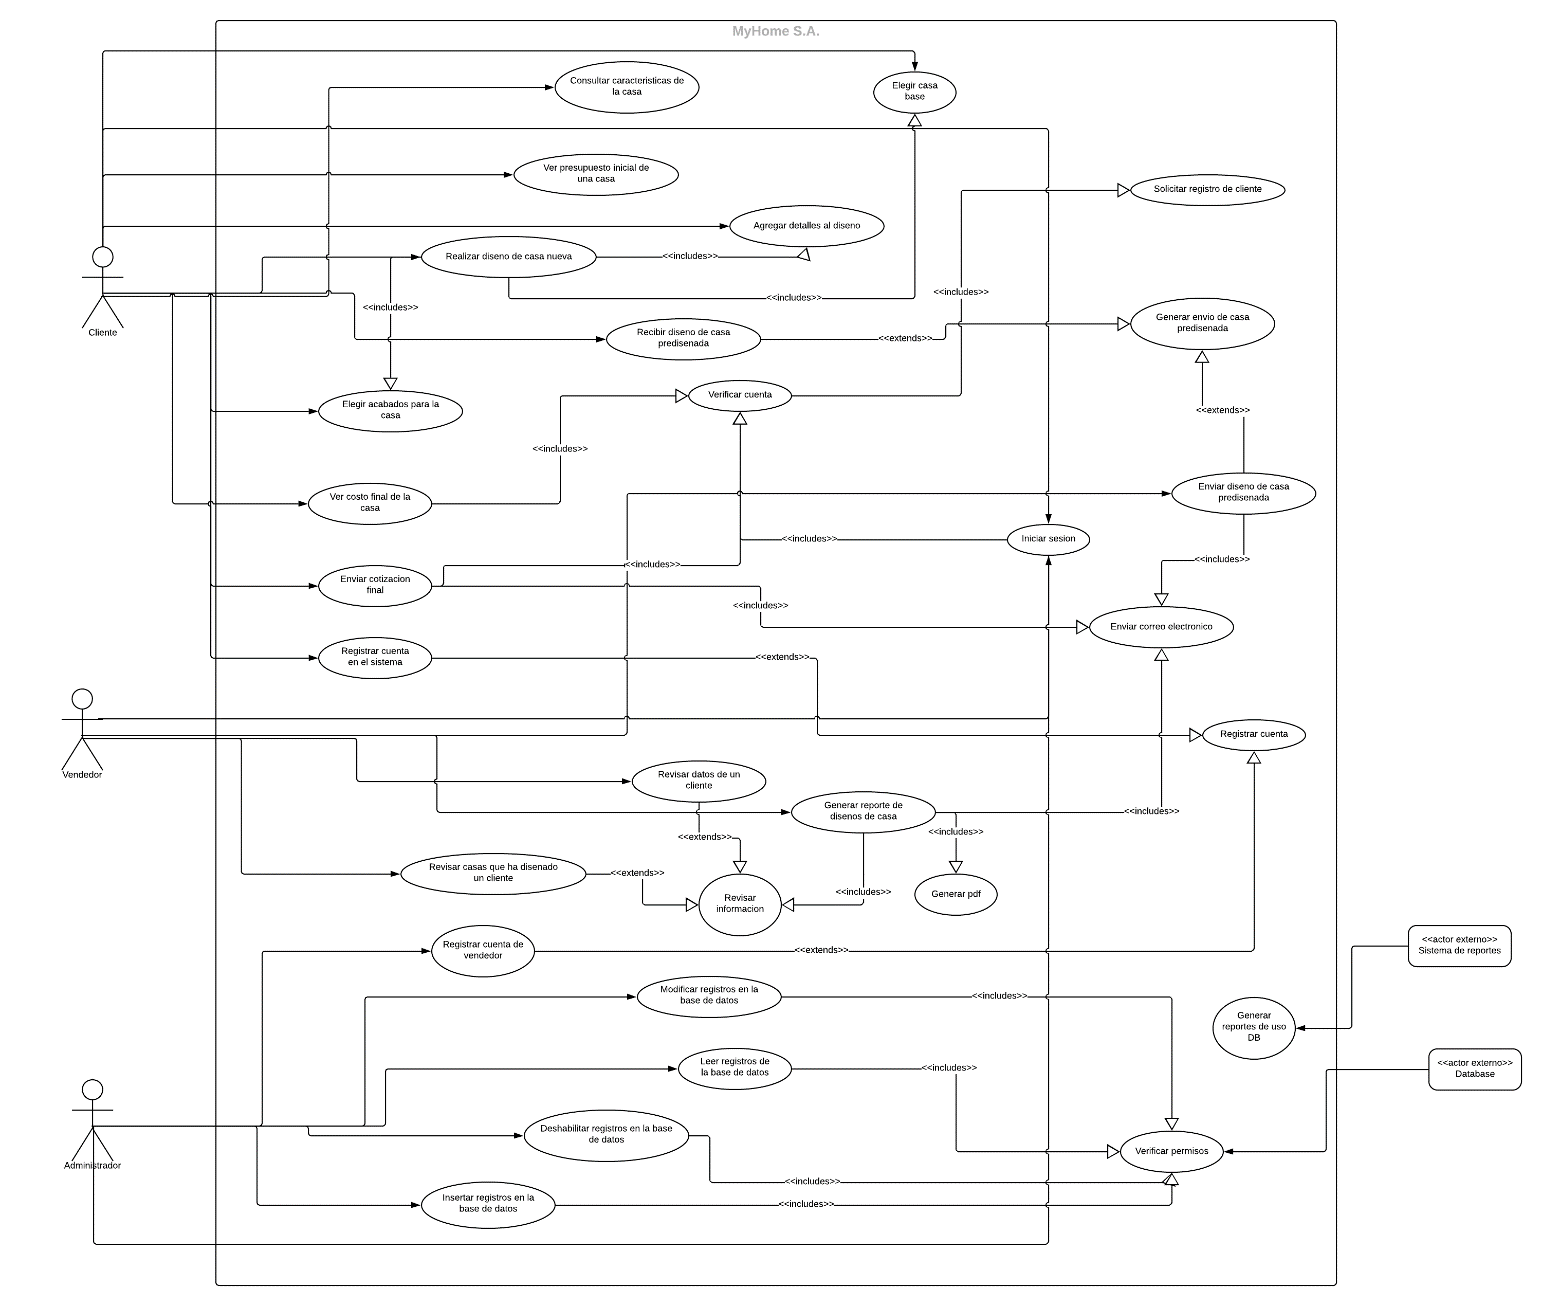 MyHome S.A.
Consultar caracteristicas de
la casa
Elegir casa
base
Ver presupuesto inicial de
una casa
Solicitar registro de cliente
Agregar detalles al diseno
Realizar diseno de casa nueva
<<includes>>
<<includes>>
<<includes>>
<<includes>>
Cliente
Recibir diseno de casa
predisenada
<<extends>>
Generar envio de casa
predisenada
Elegir acabados para la
casa
Verificar cuenta
<<extends>>
<<includes>>
Ver costo final de la
casa
Enviar diseno de casa
predisenada
Iniciar sesion
<<includes>>
<<includes>>
<<includes>>
Enviar cotizacion
final
<<includes>>
Enviar correo electronico
Registrar cuenta
en el sistema
<<extends>>
Vendedor
Registrar cuenta
Revisar datos de un
cliente
Generar reporte de
disenos de casa
<<includes>>
<<includes>>
<<extends>>
Revisar casas que ha disenado
un cliente
<<extends>>
<<includes>>
Revisar
informacion
Generar pdf
Registrar cuenta de
vendedor
<<extends>>
<<actor externo>>
Sistema de reportes
Modificar registros en la
base de datos
<<includes>>
Generar
reportes de uso
DB
Leer registros de
la base de datos
<<includes>>
<<actor externo>>
Database
Administrador
Deshabilitar registros en la base
de datos
Verificar permisos
<<includes>>
Insertar registros en la
base de datos
<<includes>>